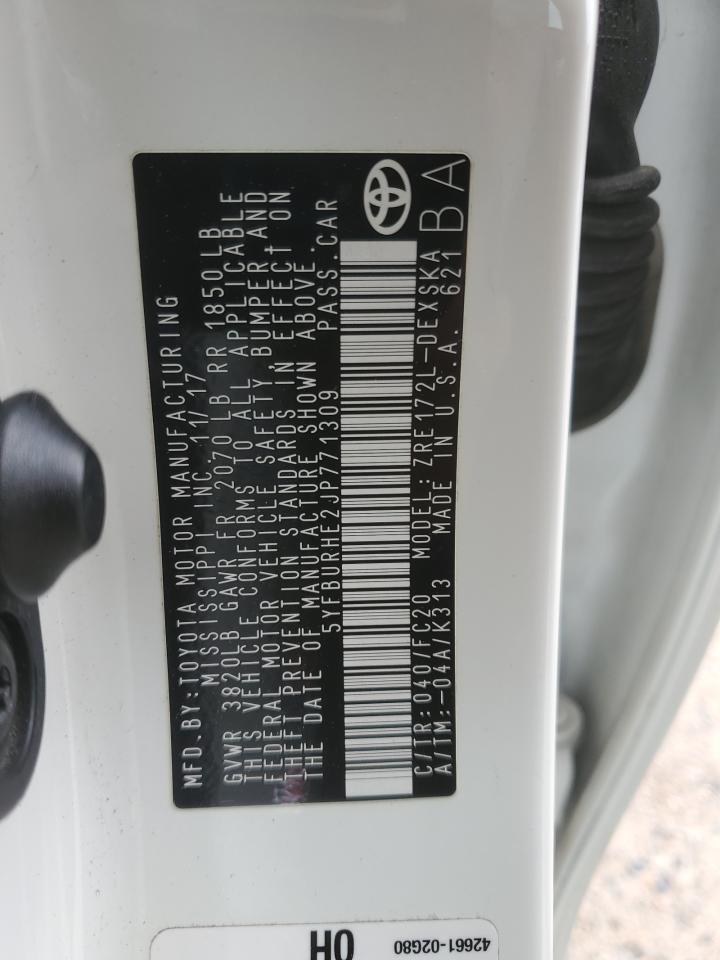 MFD.BY:TOYOTA MOTOR MANUFACTURING
MISSISSIPPI INC. 11/17
GVWR 3820LB GAWR FR 2070 LB RR 1850 LB
THIS VEHICLE CONFORMS TO ALL APPLICABLE
FEDERAL MOTOR VEHICLE SAFETY, BUMPER AND
THEFT PREVENTION STANDARDS IN EFFECT ON
THE DATE OF MANUFACTURE SHOWN ABOVE.
5YFBURHE2JP771309 PASS.CAR
C/TR:040/FC20 MODEL:ZRE172L-DEXSKA
A/TM:-04A/K313 MADE IN U.S.A. 621
BA
42661-02G80